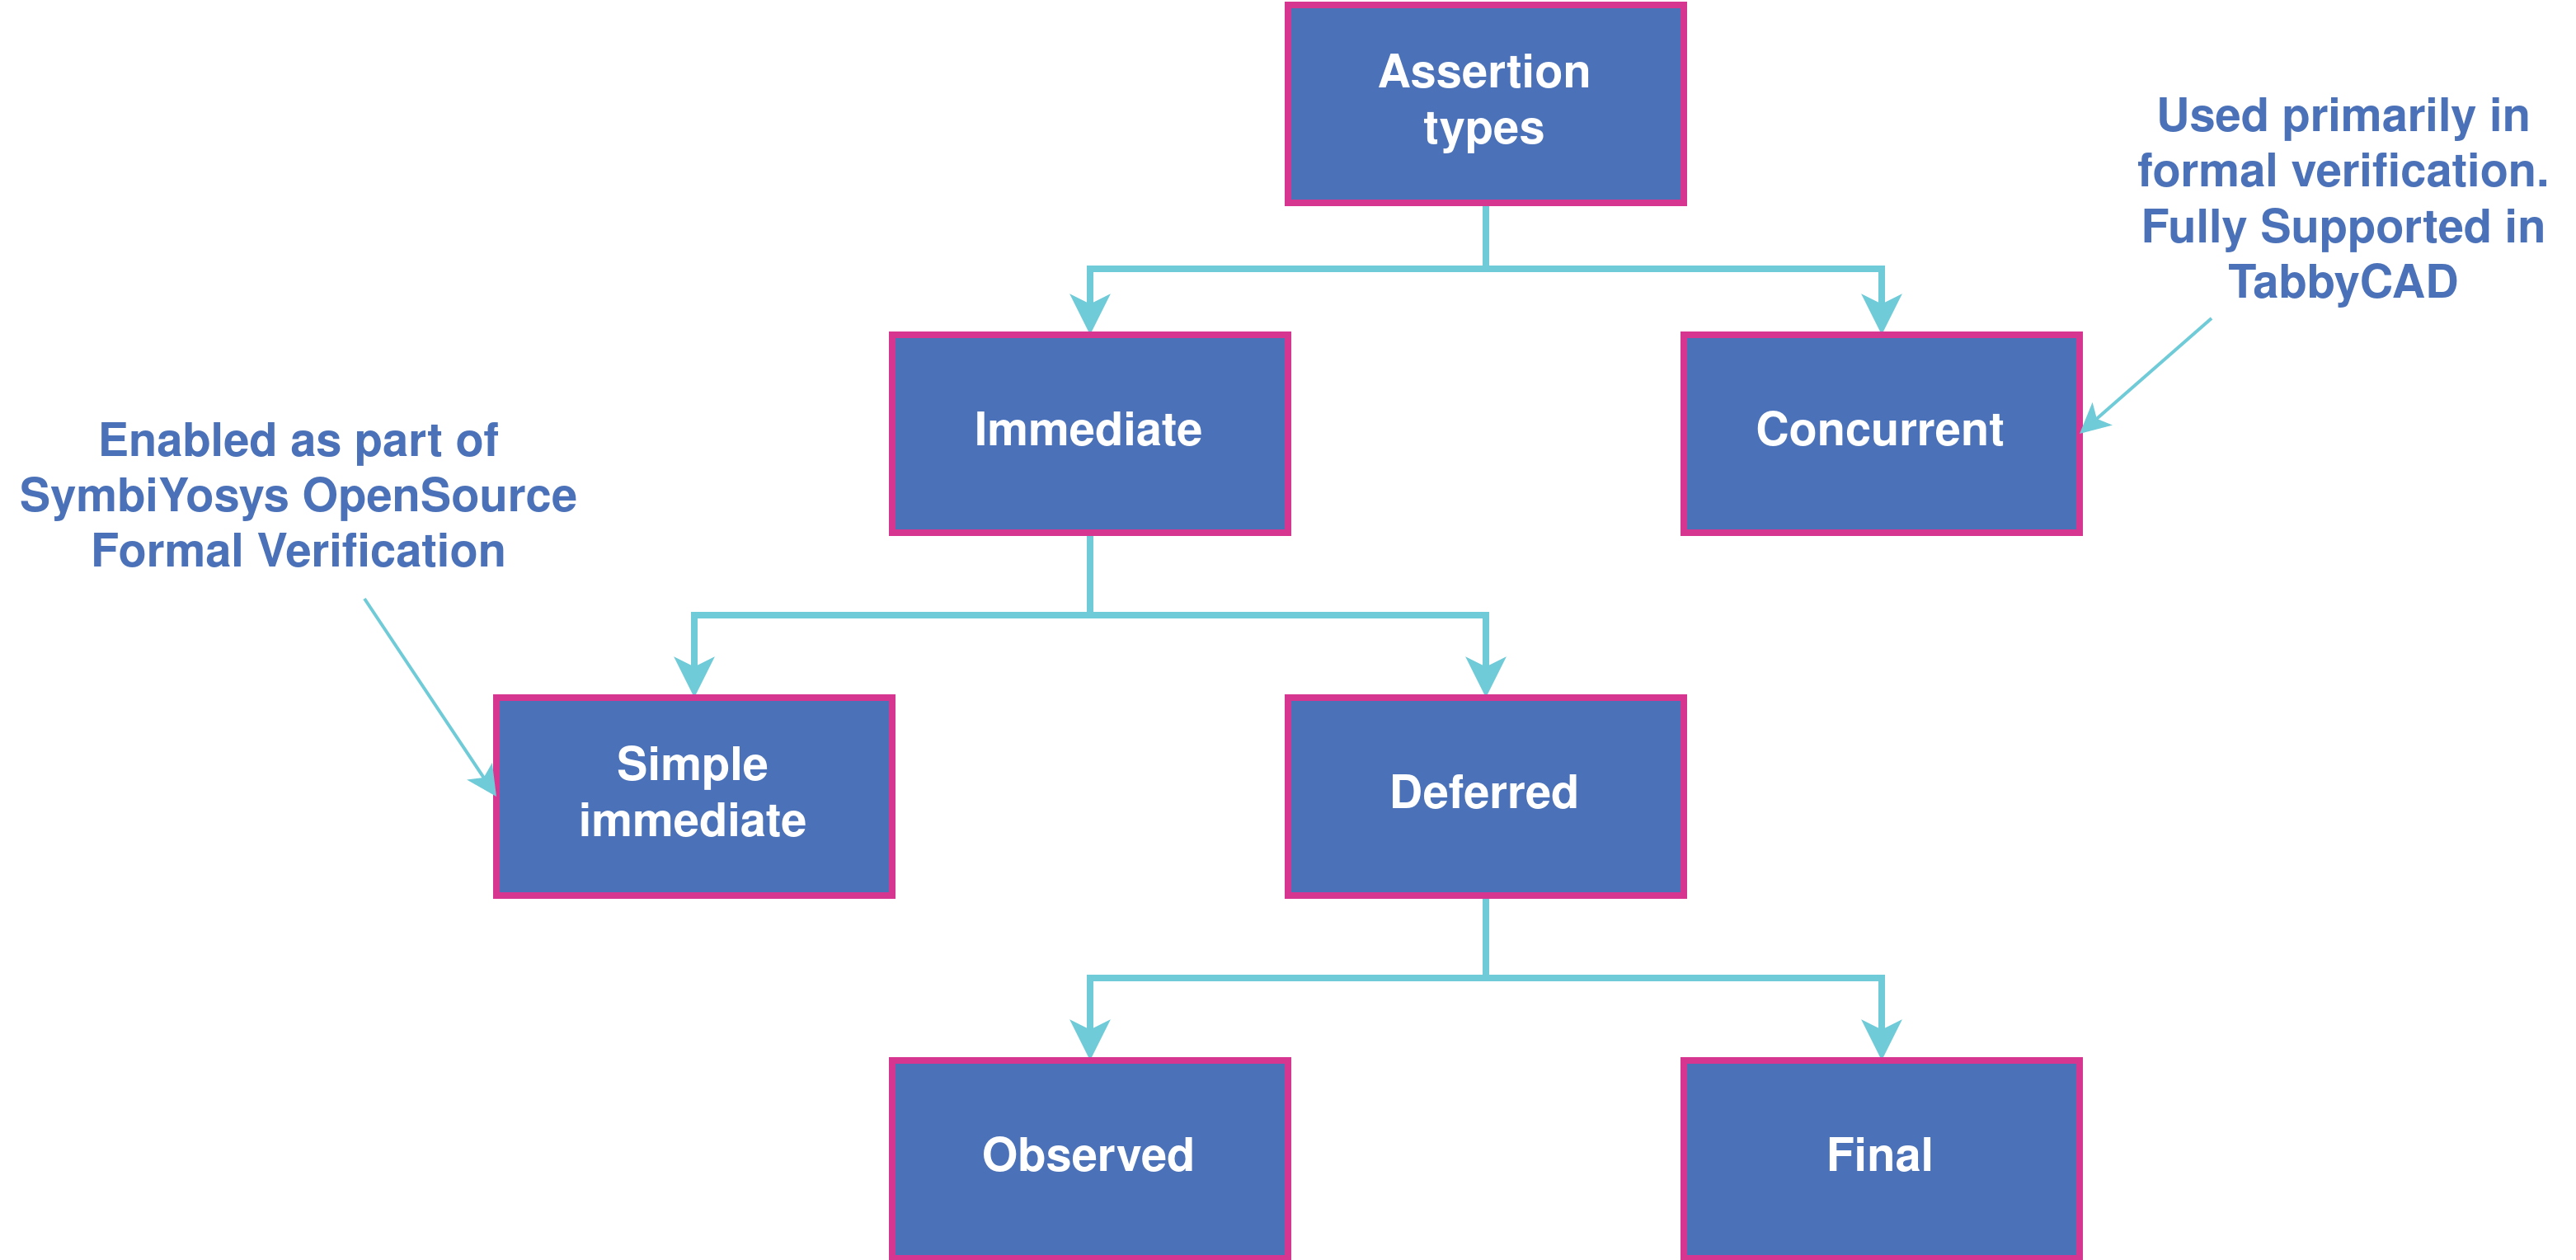 Assertion
types
Used primarily in
formal verification.
Fully Supported in
TabbyCAD
Immediate
Concurrent
Enabled as part of
SymbiYosys OpenSource
Formal Verification
Simple
immediate
Deferred
Observed
Final